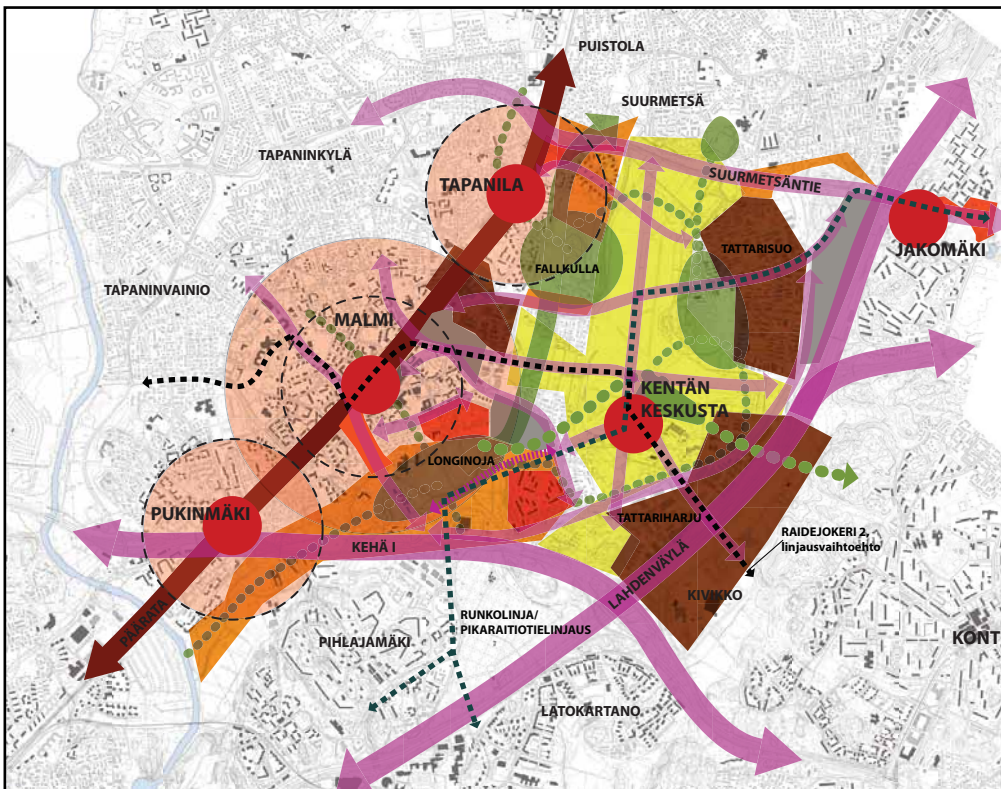 PUISTOLA
SUURMETSÄ
TAPANINKYLÄ
SUURMETSÄNTIE
TAPANILA
TATTARISUO
JAKOMÄKI
FALLKULLA
TAPANINVAINIO
MALMI
KENTÄN
KESKUSTA
LONGINOJA
PUKINMÄKI
TATTARIHARJU
RAIDEJOKERI 2,
linjausvaihtoehto
KEHÄ I
LAHDENVÄYLÄ
KIVIKKO
PÄÄRATA
RUNKOLINJA/
PIKARAITIOTIELINJAUS
PIHLAJAMÄKI
KONT
LATOKARTANO